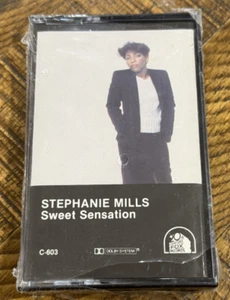 STEPHANIE MILLS
Sweet Sensation
C-603
DOLBY SYSTEM